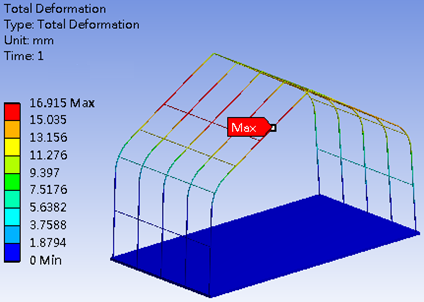 Total Deformation
Type: Total Deformation
Unit: mm
Time: 1
16.915 Max
15.035
13.156
11.276
9.397
7.5176
5.6382
3.7588
1.8794
0 Min
Max